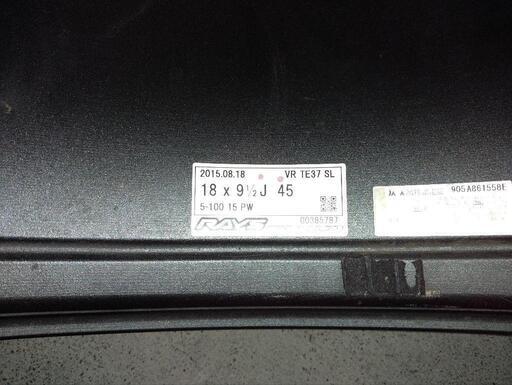 2015.08.18 VR TE37 SL
18 x 9½J 45
5-100 15 PW
RAYS 00385787
905A861558E